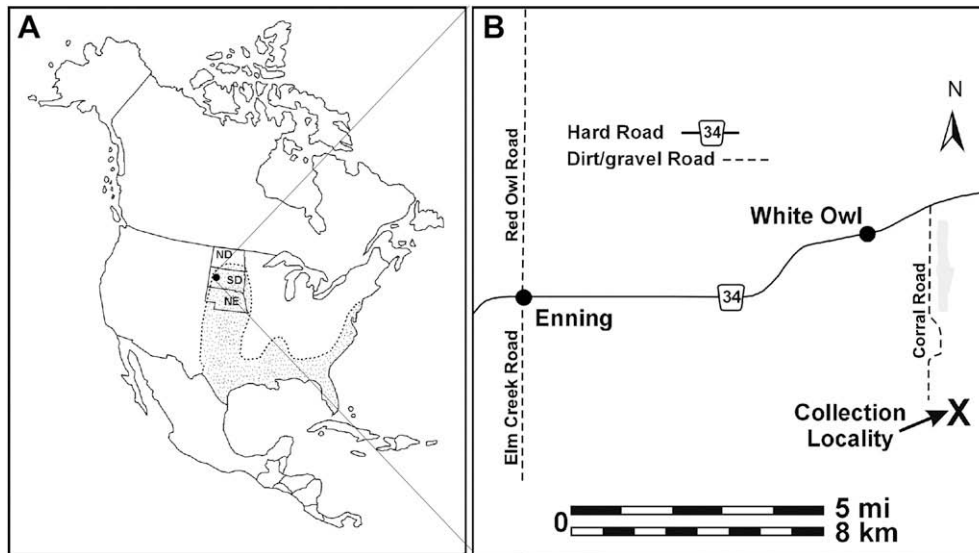 A
ND
SD
NE
B
N
Hard Road 34
Dirt/gravel Road
Red Owl Road
White Owl
34
Enning
Corral Road
Elm Creek Road
Collection
Locality
X
0
5 mi
8 km